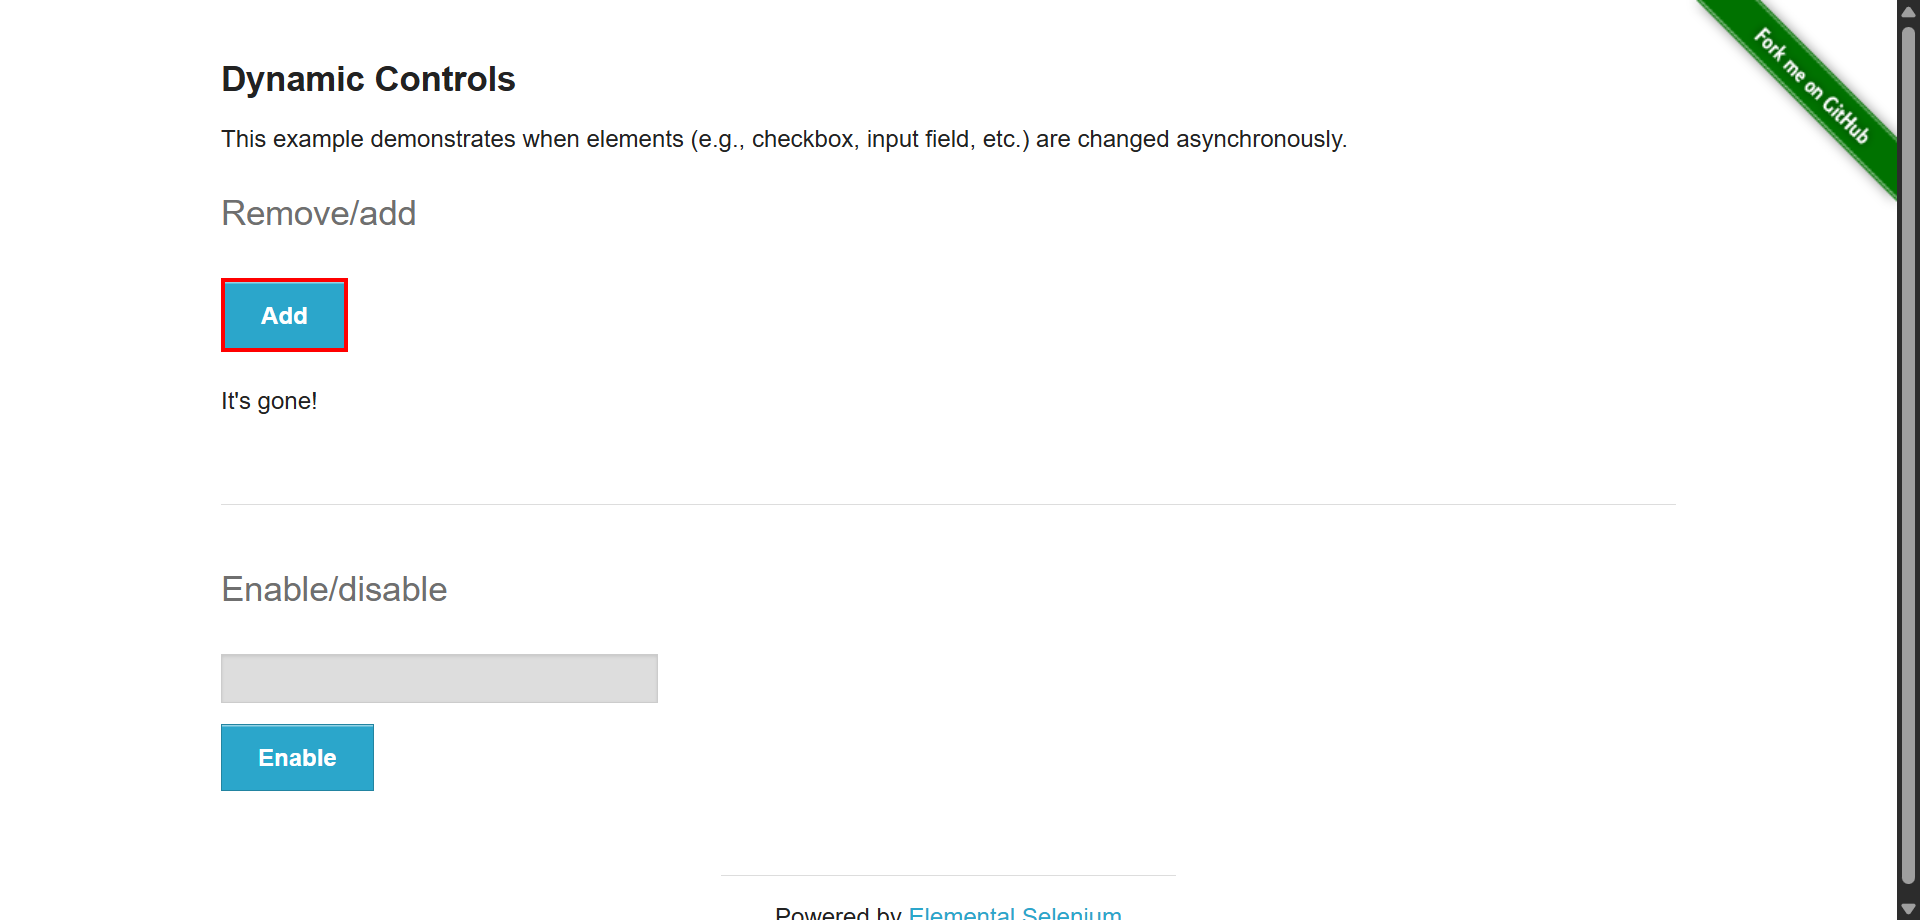 Fork me on GitHub
Dynamic Controls
This example demonstrates when elements (e.g., checkbox, input field, etc.) are changed asynchronously.
Remove/add
Add
It's gone!
Enable/disable
Enable
Powered by Elemental Selenium